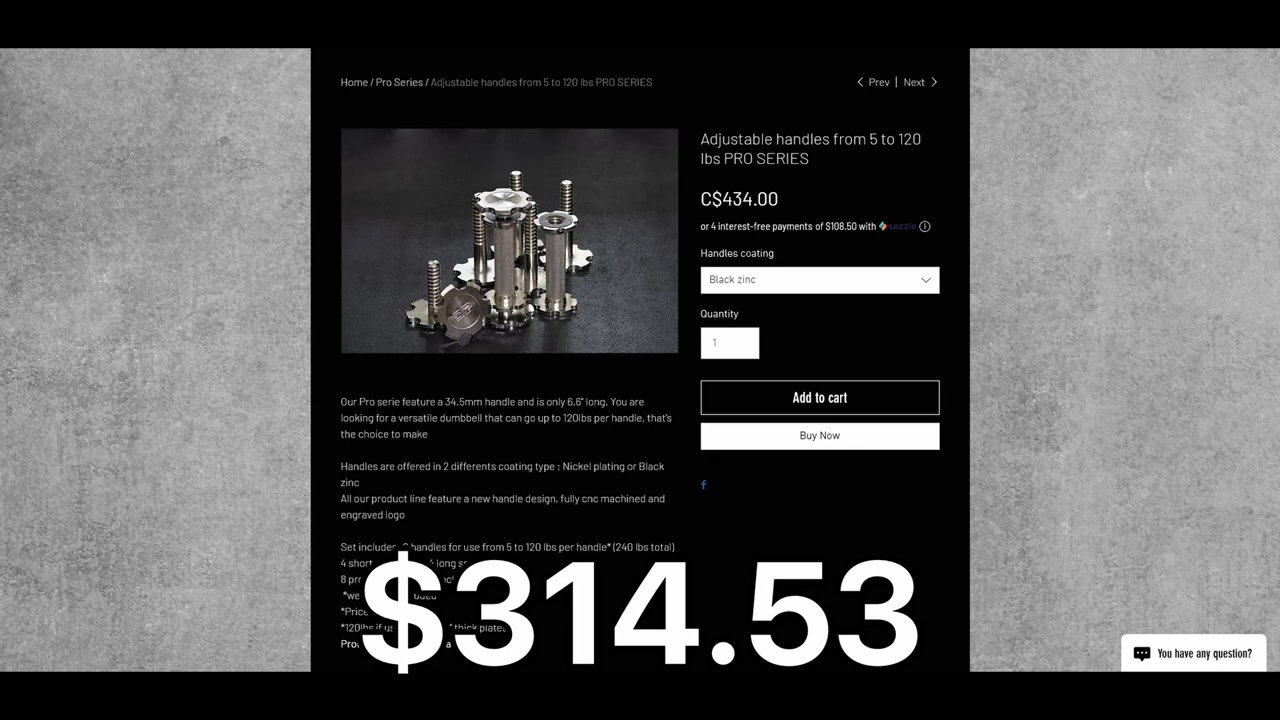 Home / Pro Series / Adjustable handles from 5 to 120 lbs PRO SERIES
Prev | Next
Adjustable handles from 5 to 120
lbs PRO SERIES
C$434.00
or 4 interest-free payments of $108.50 with sezzle
Handles coating
Black zinc
Quantity
1
Add to cart
Buy Now
f
Our Pro serie feature a 34.5mm handle and is only 6.6" long. You are
looking for a versatile dumbbell that can go up to 120lbs per handle, that's
the choice to make
Handles are offered in 2 differents coating type ; Nickel plating or Black
zinc
All our product line feature a new handle design, fully cnc machined and
engraved logo
Set includes handles for use from 5 to 120 lbs per handle* (240 lbs total)
4 short long
8
*120lbs if thick
$314.53
You have any question?